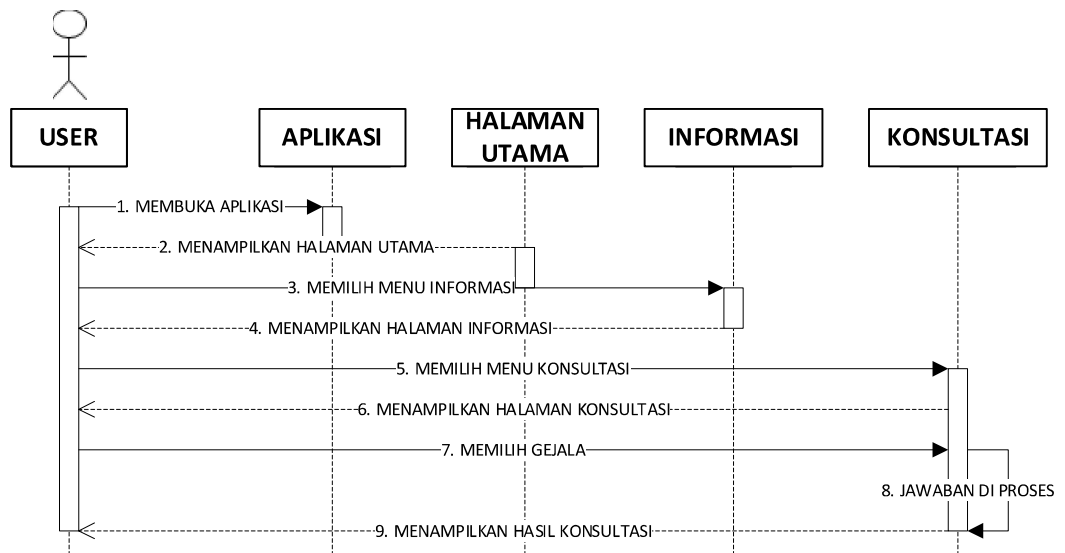 USER
APLIKASI
HALAMAN
UTAMA
INFORMASI
KONSULTASI
1. MEMBUKA APLIKASI
2. MENAMPILKAN HALAMAN UTAMA
3. MEMILIH MENU INFORMASI
4. MENAMPILKAN HALAMAN INFORMASI
5. MEMILIH MENU KONSULTASI
6. MENAMPILKAN HALAMAN KONSULTASI
7. MEMILIH GEJALA
8. JAWABAN DI PROSES
9. MENAMPILKAN HASIL KONSULTASI